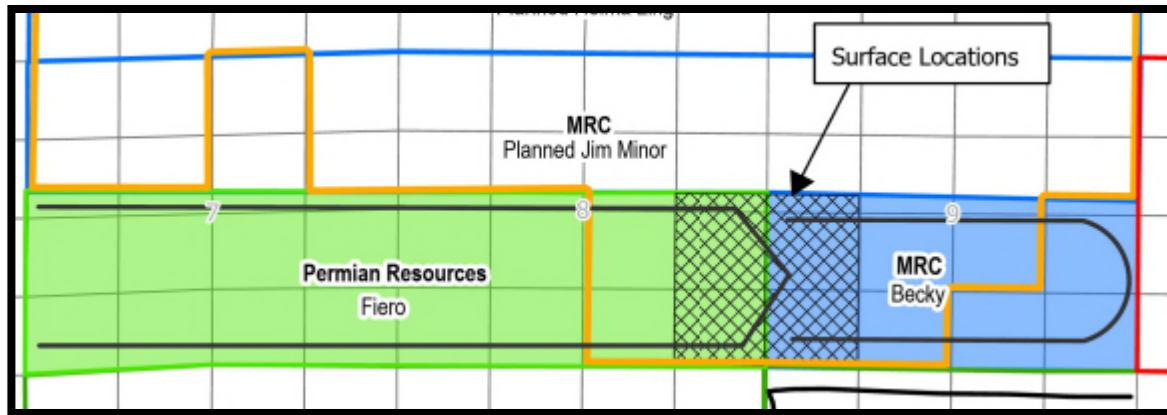 Surface Locations
MRC
Planned Jim Minor
7
8
9
Permian Resources
Fiero
MRC
Becky